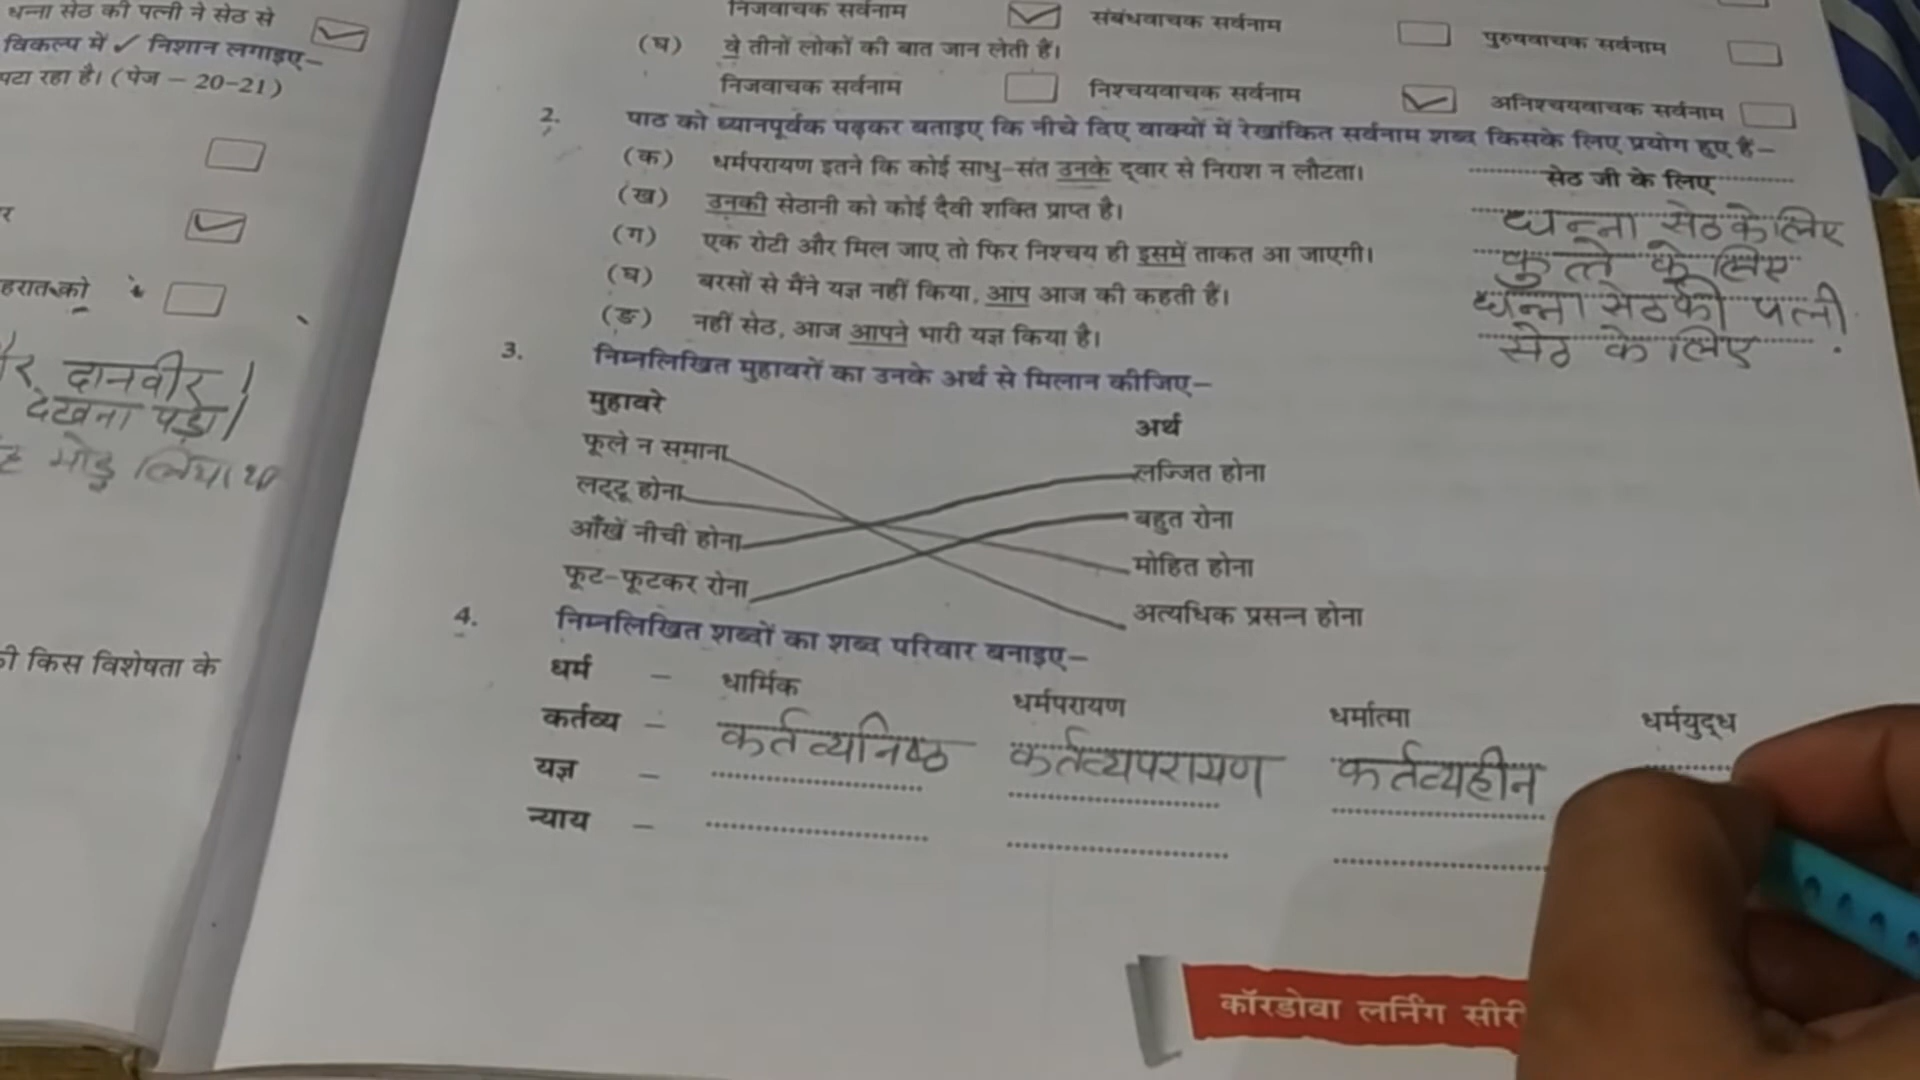 धन्ना सेठ की पत्नी ने सेठ से
विकल्प में ✓ निशान लगाइए–
पटा रहा है। (पेज – 20-21)
र
हरात को
दानवीर।
देखना पड़ा।
मोड़ लिया था
ी किस विशेषता के
निजवाचक सर्वनाम संबंधवाचक सर्वनाम पुरुषवाचक सर्वनाम
(घ) वे तीनों लोकों की बात जान लेती हैं।
निजवाचक सर्वनाम निश्चयवाचक सर्वनाम अनिश्चयवाचक सर्वनाम
2. पाठ को ध्यानपूर्वक पढ़कर बताइए कि नीचे दिए वाक्यों में रेखांकित सर्वनाम शब्द किसके लिए प्रयोग हुए हैं–
(क) धर्मपरायण इतने कि कोई साधु-संत उनके द्वार से निराश न लौटता। सेठ जी के लिए
(ख) उनकी सेठानी को कोई दैवी शक्ति प्राप्त है। धन्ना सेठ के लिए
(ग) एक रोटी और मिल जाए तो फिर निश्चय ही इसमें ताकत आ जाएगी। कुत्ते के लिए
(घ) बरसों से मैंने यज्ञ नहीं किया, आप आज की कहती हैं। धन्ना सेठ की पत्नी
(ङ) नहीं सेठ, आज आपने भारी यज्ञ किया है। सेठ के लिए
3. निम्नलिखित मुहावरों का उनके अर्थ से मिलान कीजिए–
मुहावरे अर्थ
फूले न समाना लज्जित होना
लट्टू होना बहुत रोना
आँखें नीची होना मोहित होना
फूट-फूटकर रोना अत्यधिक प्रसन्न होना
4. निम्नलिखित शब्दों का शब्द परिवार बनाइए–
धर्म – धार्मिक धर्मपरायण धर्मात्मा धर्मयुद्ध
कर्तव्य – कर्तव्यनिष्ठ कर्तव्यपरायण कर्तव्यहीन
यज्ञ –
न्याय –
कॉरडोवा लर्निंग सीरी